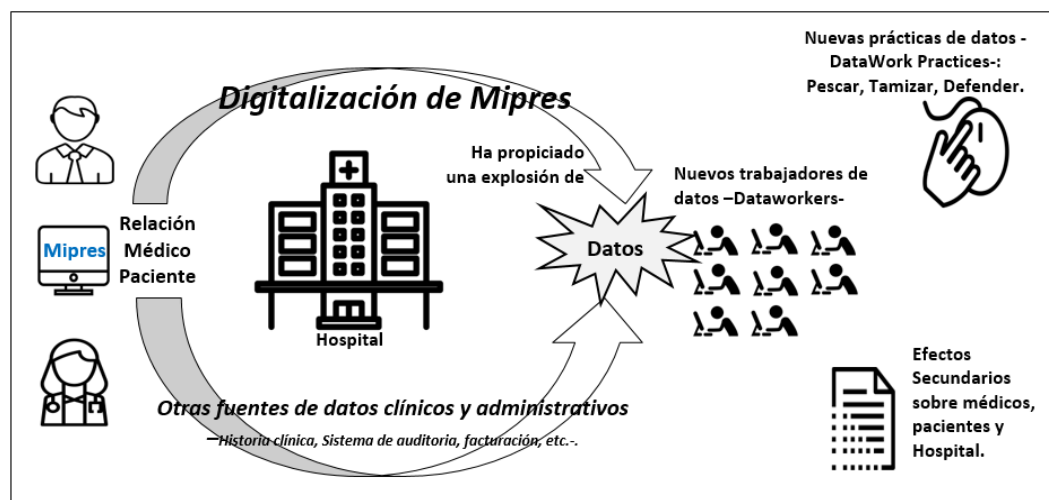 Nuevas prácticas de datos -
DataWork Practices-:
Pescar, Tamizar, Defender.
Digitalización de Mipres
Ha propiciado
una explosión de
Nuevos trabajadores de
datos –Dataworkers-
Mipres
Relación
Médico
Paciente
Datos
Hospital
Otras fuentes de datos clínicos y administrativos
–Historia clínica, Sistema de auditoria, facturación, etc.-.
Efectos
Secundarios
sobre médicos,
pacientes y
Hospital.